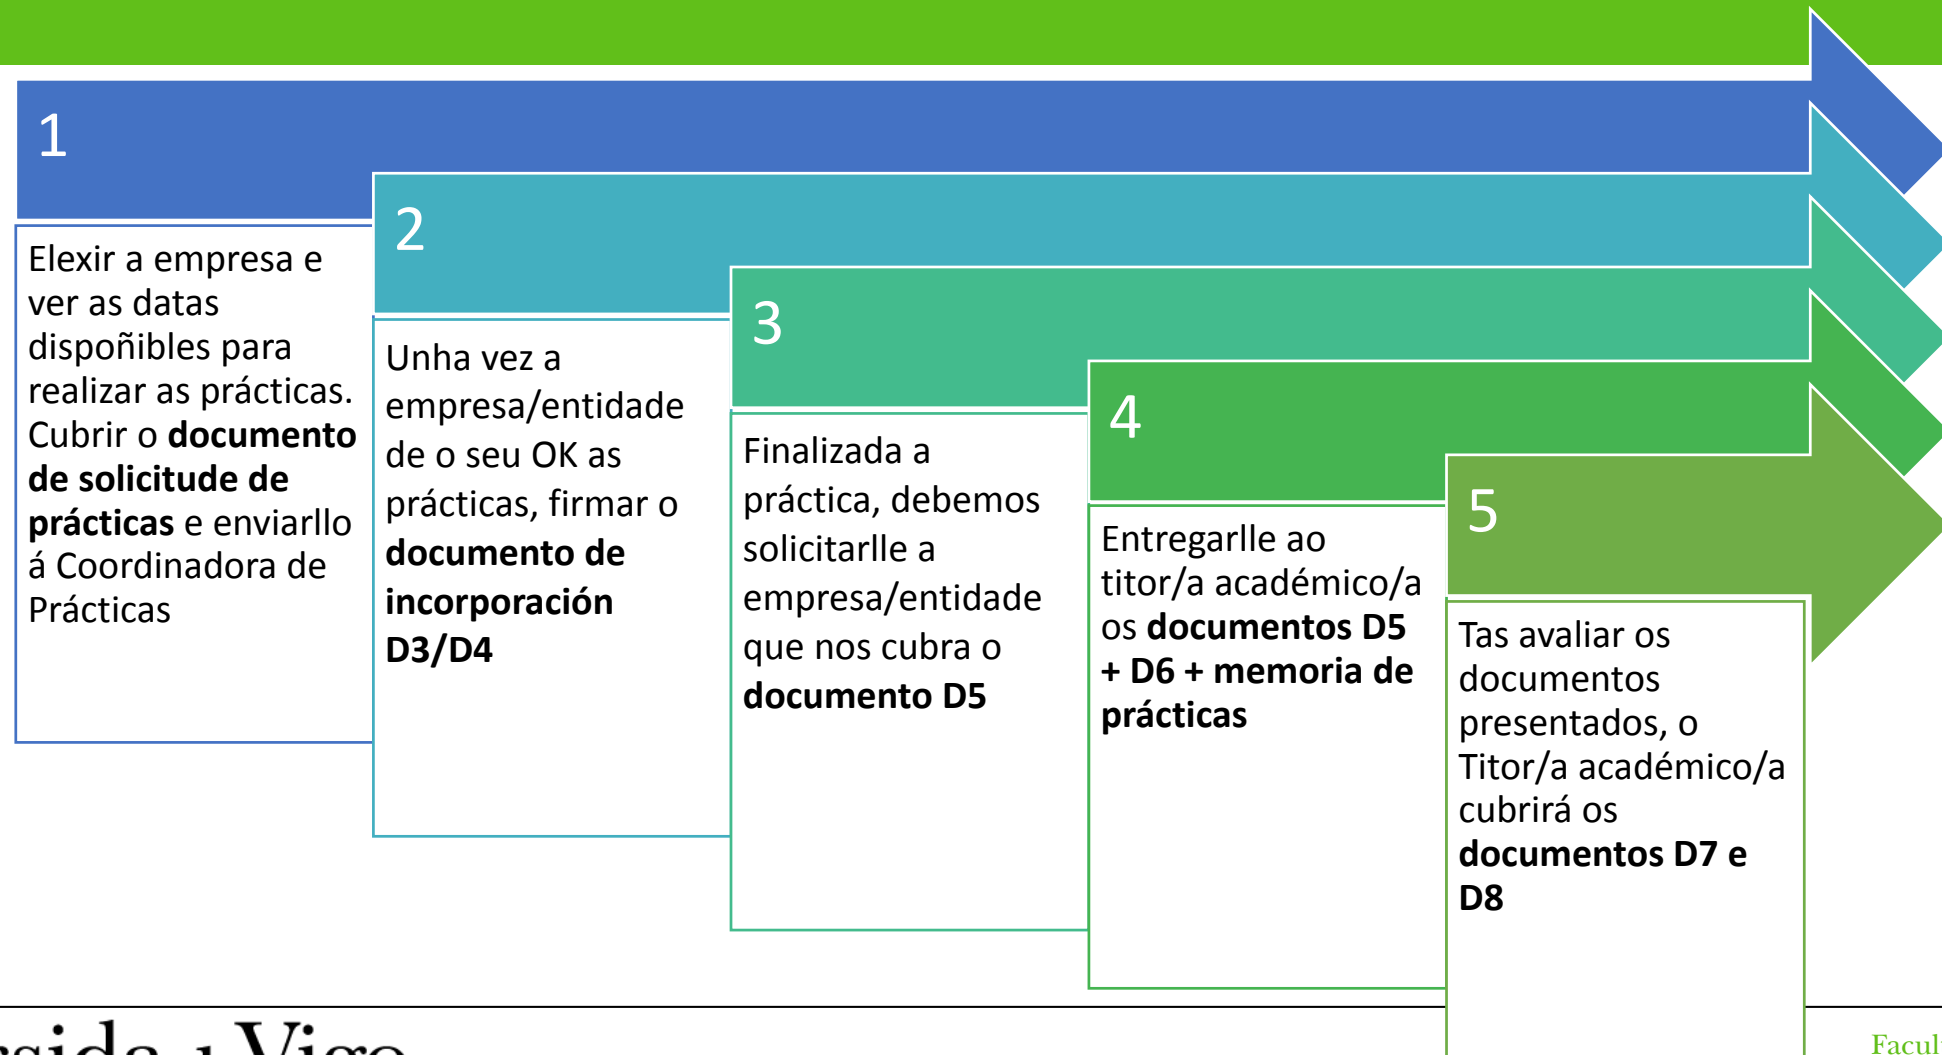 1
Elexir a empresa e
ver as datas
dispoñibles para
realizar as prácticas.
Cubrir o documento
de solicitude de
prácticas e enviarllo
á Coordinadora de
Prácticas
2
Unha vez a
empresa/entidade
de o seu OK as
prácticas, firmar o
documento de
incorporación
D3/D4
3
Finalizada a
práctica, debemos
solicitarlle a
empresa/entidade
que nos cubra o
documento D5
4
Entregarlle ao
titor/a académico/a
os documentos D5
+ D6 + memoria de
prácticas
5
Tas avaliar os
documentos
presentados, o
Titor/a académico/a
cubrirá os
documentos D7 e
D8
Vigo